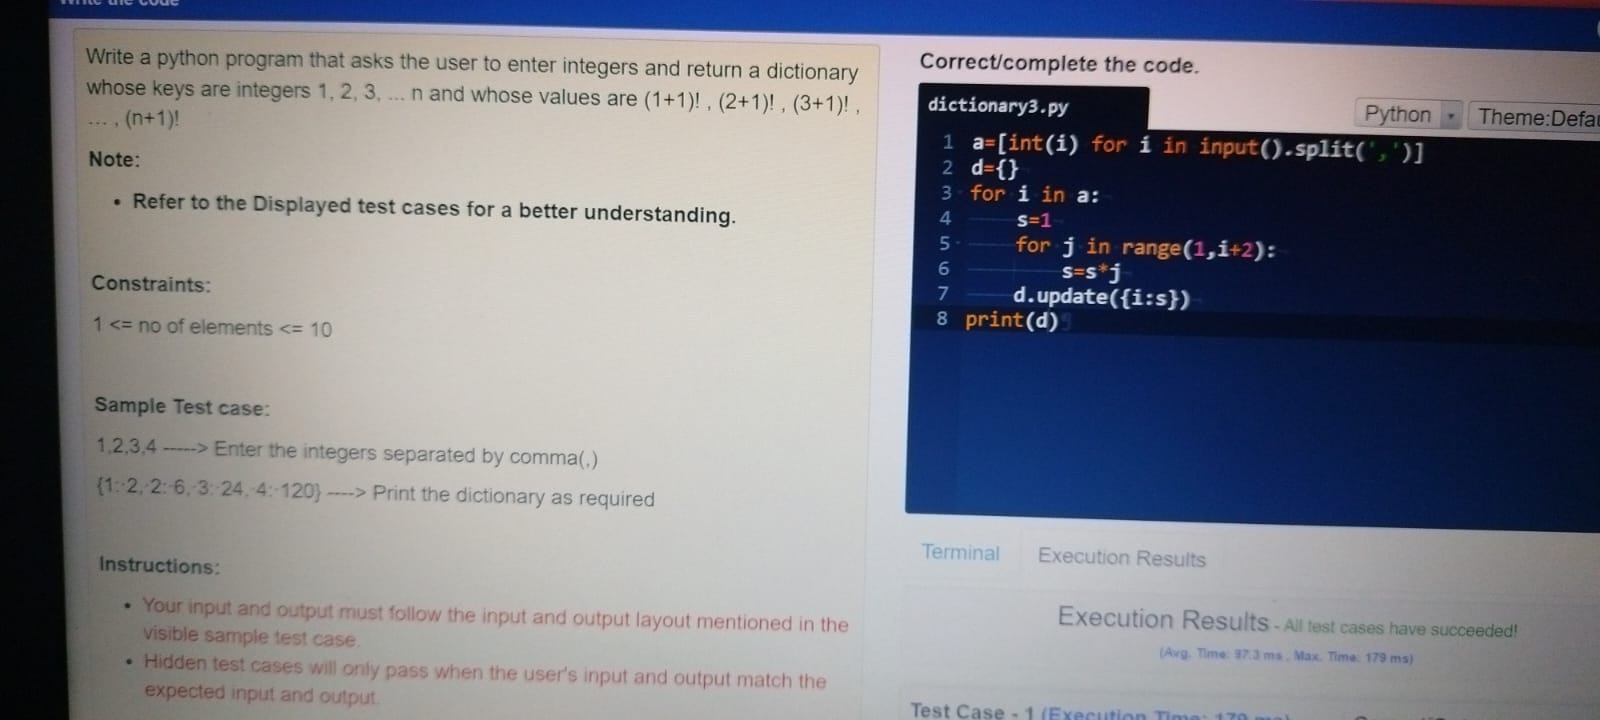 Write the code
Write a python program that asks the user to enter integers and return a dictionary
whose keys are integers 1, 2, 3, ... n and whose values are (1+1)! , (2+1)! , (3+1)! ,
... , (n+1)!
Note:
• Refer to the Displayed test cases for a better understanding.
Constraints:
1 <= no of elements <= 10
Sample Test case:
1,2,3,4 -----> Enter the integers separated by comma(,)
{1:·2,·2:·6,·3:·24,·4:·120} ----> Print the dictionary as required
Instructions:
• Your input and output must follow the input and output layout mentioned in the
visible sample test case.
• Hidden test cases will only pass when the user's input and output match the
expected input and output.
Correct/complete the code.
dictionary3.py
Python
Theme:Defau
1 a=[int(i) for i in input().split(',')]
2 d={}
3 for i in a:
4 s=1
5 for j in range(1,i+2):
6 s=s*j
7 d.update({i:s})
8 print(d)
Terminal
Execution Results
Execution Results - All test cases have succeeded!
(Avg. Time: 97.3 ms , Max. Time: 179 ms)
Test Case - 1 (Execution Time: 179 ms)